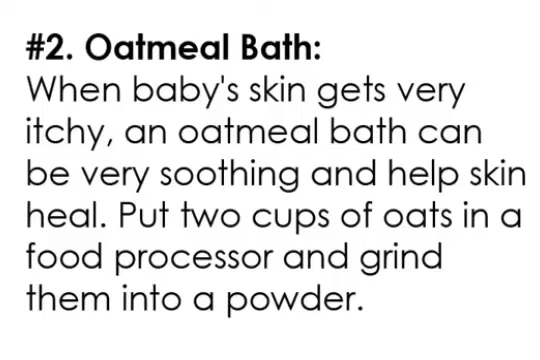 #2. Oatmeal Bath:
When baby's skin gets very
itchy, an oatmeal bath can
be very soothing and help skin
heal. Put two cups of oats in a
food processor and grind
them into a powder.